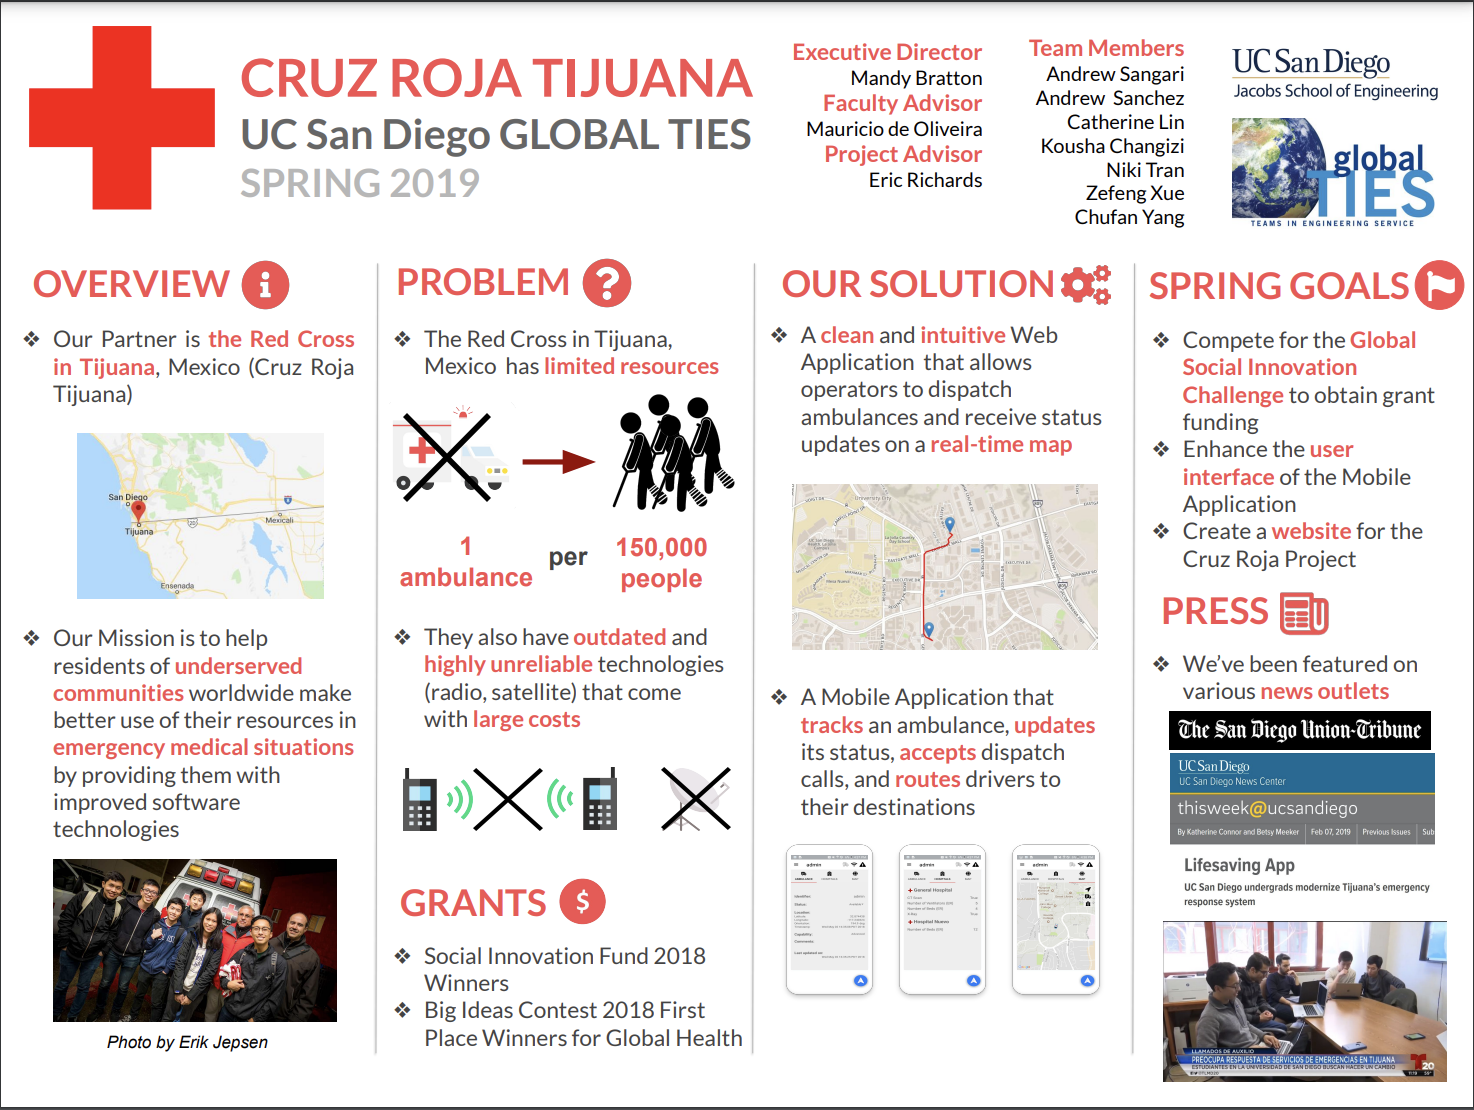 CRUZ ROJA TIJUANA
UC San Diego GLOBAL TIES
SPRING 2019
Executive Director
Mandy Bratton
Faculty Advisor
Mauricio de Oliveira
Project Advisor
Eric Richards
Team Members
Andrew Sangari
Andrew Sanchez
Catherine Lin
Kousha Changizi
Niki Tran
Zefeng Xue
Chufan Yang
UC San Diego
Jacobs School of Engineering
global
TIES
TEAMS IN ENGINEERING SERVICE
OVERVIEW
❖ Our Partner is the Red Cross
in Tijuana, Mexico (Cruz Roja
Tijuana)
San Diego
Tijuana
Mexicali
Ensenada
❖ Our Mission is to help
residents of underserved
communities worldwide make
better use of their resources in
emergency medical situations
by providing them with
improved software
technologies
Photo by Erik Jepsen
PROBLEM
❖ The Red Cross in Tijuana,
Mexico has limited resources
1
ambulance
per
150,000
people
❖ They also have outdated and
highly unreliable technologies
(radio, satellite) that come
with large costs
GRANTS
❖ Social Innovation Fund 2018
Winners
❖ Big Ideas Contest 2018 First
Place Winners for Global Health
OUR SOLUTION
❖ A clean and intuitive Web
Application that allows
operators to dispatch
ambulances and receive status
updates on a real-time map
❖ A Mobile Application that
tracks an ambulance, updates
its status, accepts dispatch
calls, and routes drivers to
their destinations
admin
admin
General Hospital
Hospital Nuevo
admin
SPRING GOALS
❖ Compete for the Global
Social Innovation
Challenge to obtain grant
funding
❖ Enhance the user
interface of the Mobile
Application
❖ Create a website for the
Cruz Roja Project
PRESS
❖ We've been featured on
various news outlets
The San Diego Union-Tribune
UC San Diego
UC San Diego News Center
thisweek@ucsandiego
By Katherine Connor and Betsy Meeker | Feb 07, 2019 | Previous Issues | Sub
Lifesaving App
UC San Diego undergrads modernize Tijuana's emergency
response system
LLAMADOS DE AUXILIO
PREOCUPA RESPUESTA DE SERVICIOS DE EMERGENCIAS EN TIJUANA
ESTUDIANTES EN LA UNIVERSIDAD DE SAN DIEGO BUSCAN HACER UN CAMBIO
20